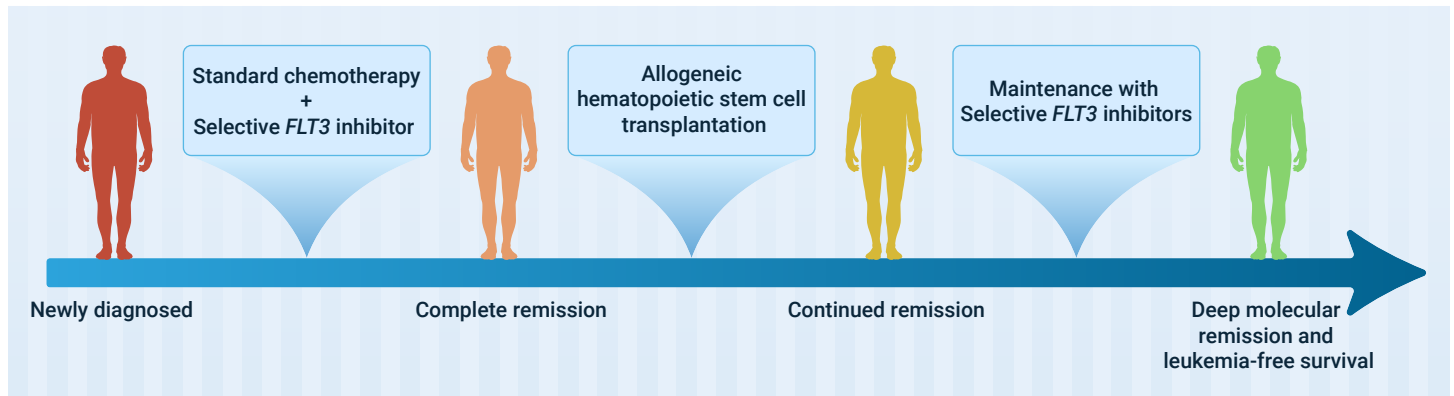 Standard chemotherapy
+
Selective FLT3 inhibitor
Allogeneic
hematopoietic stem cell
transplantation
Maintenance with
Selective FLT3 inhibitors
Newly diagnosed
Complete remission
Continued remission
Deep molecular
remission and
leukemia-free survival